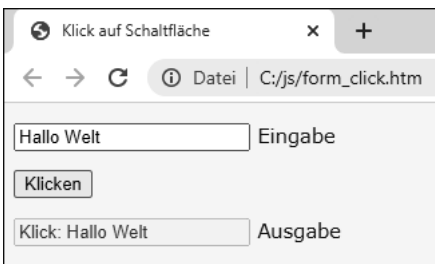 Klick auf Schaltfläche
Datei C:/js/form_click.htm
Hallo Welt Eingabe
Klicken
Klick: Hallo Welt Ausgabe